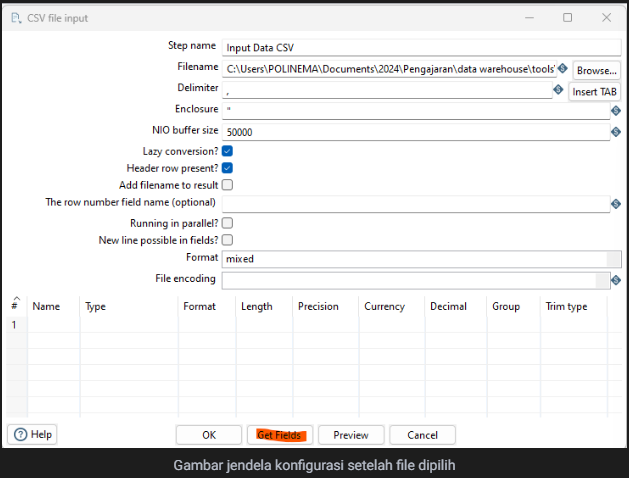 CSV file input
Step name Input Data CSV
Filename C:\Users\POLINEMA\Documents\2024\Pengajaran\data warehouse\tools\ Browse...
Delimiter , Insert TAB
Enclosure "
NIO buffer size 50000
Lazy conversion?
Header row present?
Add filename to result
The row number field name (optional)
Running in parallel?
New line possible in fields?
Format mixed
File encoding
# Name Type Format Length Precision Currency Decimal Group Trim type
1
Help OK Get Fields Preview Cancel
Gambar jendela konfigurasi setelah file dipilih